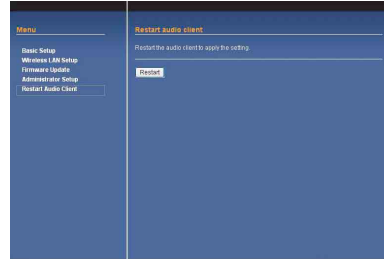 Menu
Basic Setup
Wireless LAN Setup
Firmware Update
Administrator Setup
Restart Audio Client
Restart audio client
Restart the audio client to apply the setting.
Restart